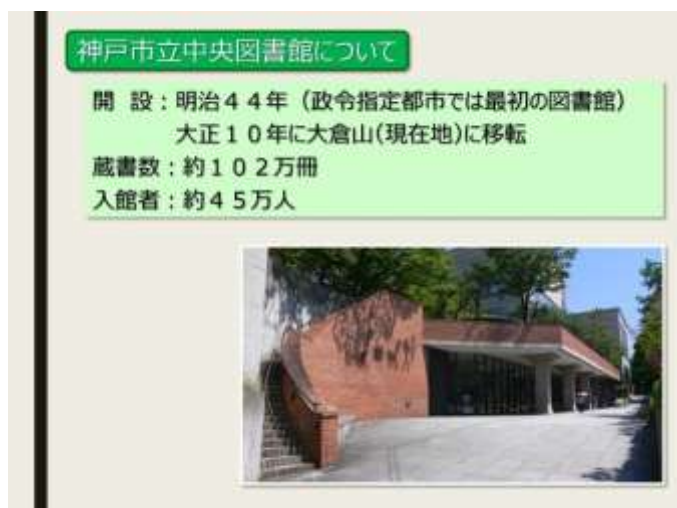 神戸市立中央図書館について
開　設：明治４４年（政令指定都市では最初の図書館）
大正１０年に大倉山(現在地)に移転
蔵書数：約１０２万冊
入館者：約４５万人